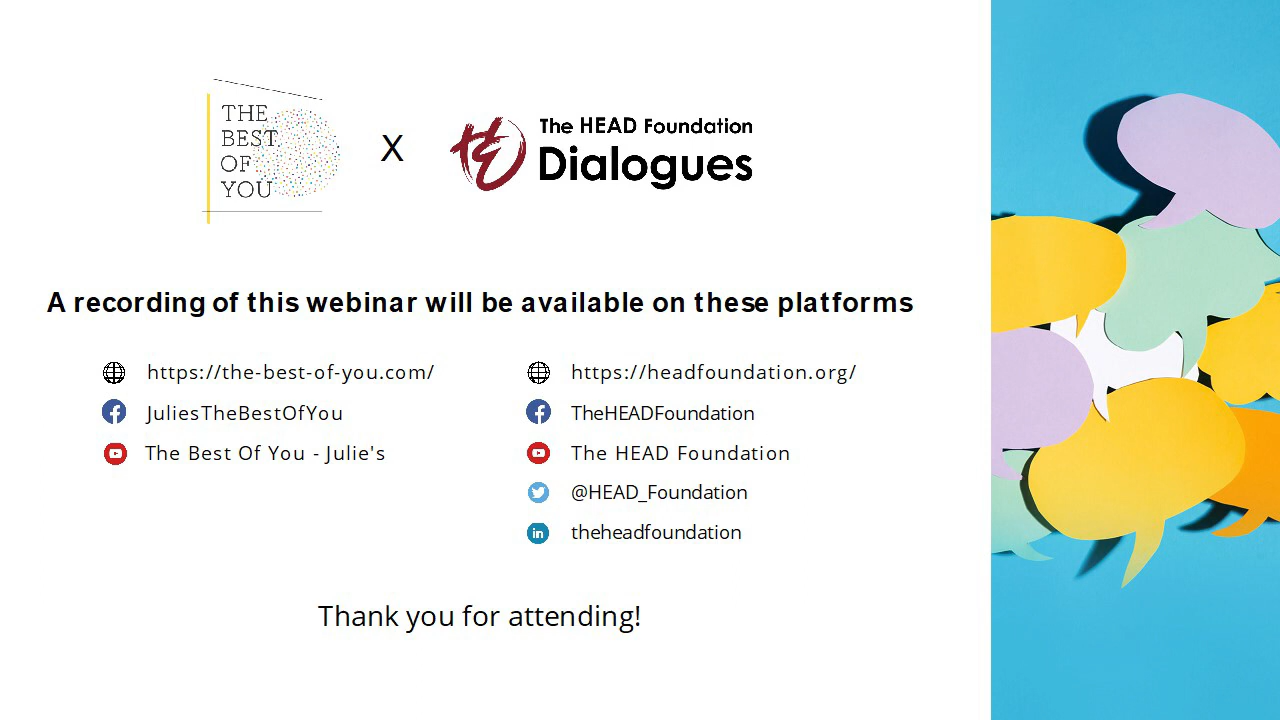 THE
BEST
OF
YOU
X
The HEAD Foundation
Dialogues
A recording of this webinar will be available on these platforms
https://the-best-of-you.com/
JuliesTheBestOfYou
The Best Of You - Julie's
https://headfoundation.org/
TheHEADFoundation
The HEAD Foundation
@HEAD_Foundation
theheadfoundation
Thank you for attending!